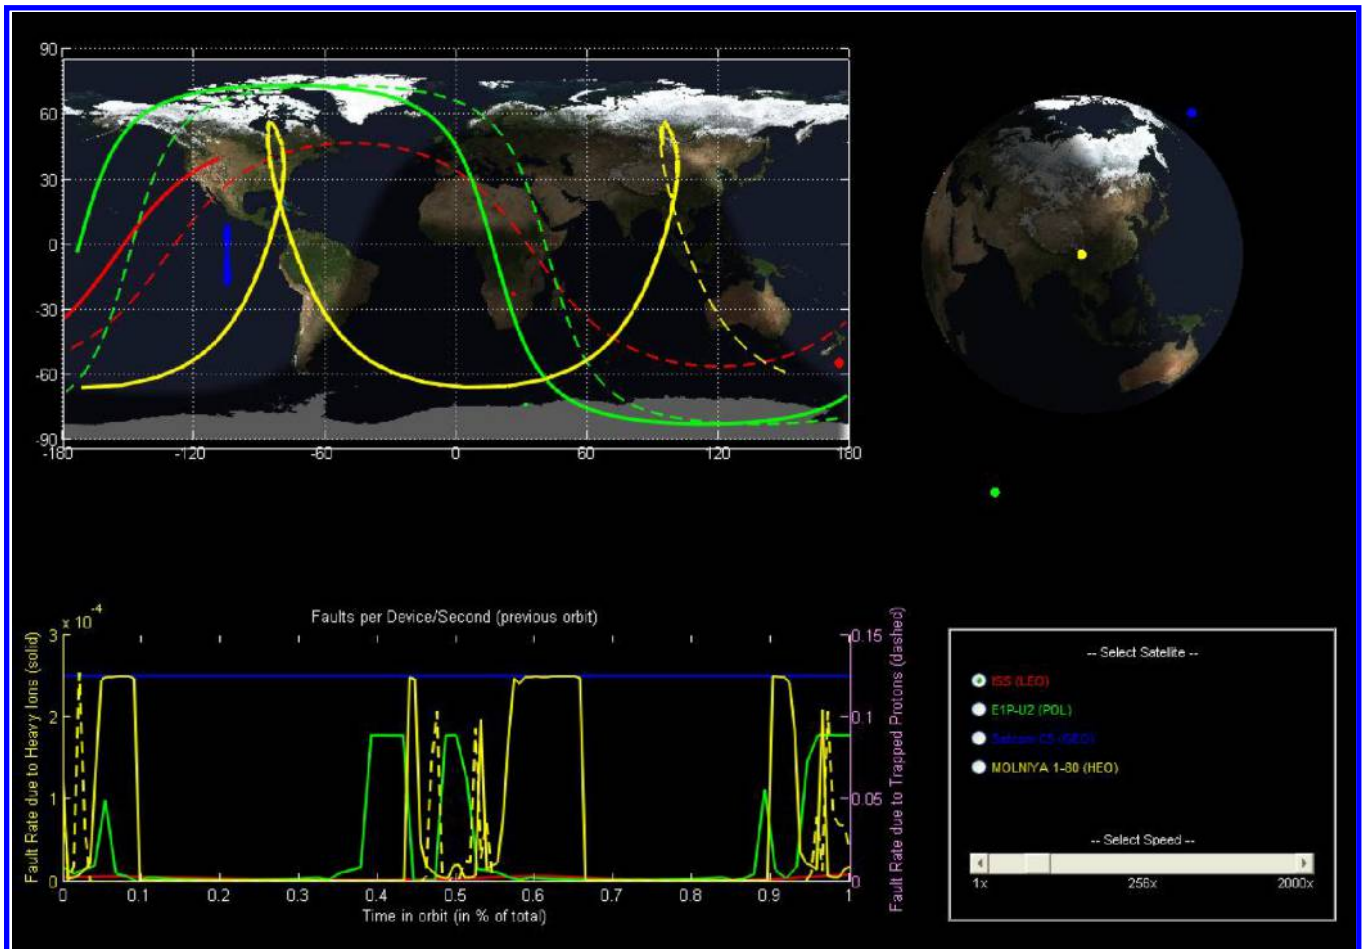 90
60
30
0
-30
-60
-90
-180 -120 -60 0 60 120 180
Faults per Device/Second (previous orbit)
x 10^-4
3
2
1
0
0.15
0.1
0.05
0
Fault Rate due to Heavy Ions (solid)
Fault Rate due to Trapped Protons (dashed)
0 0.1 0.2 0.3 0.4 0.5 0.6 0.7 0.8 0.9 1
Time in orbit (in % of total)
-- Select Satellite --
ISS (LEO)
E1P-U2 (POL)
(GEO)
MOLNIYA 1-80 (HEO)
-- Select Speed --
1x 256x 2000x